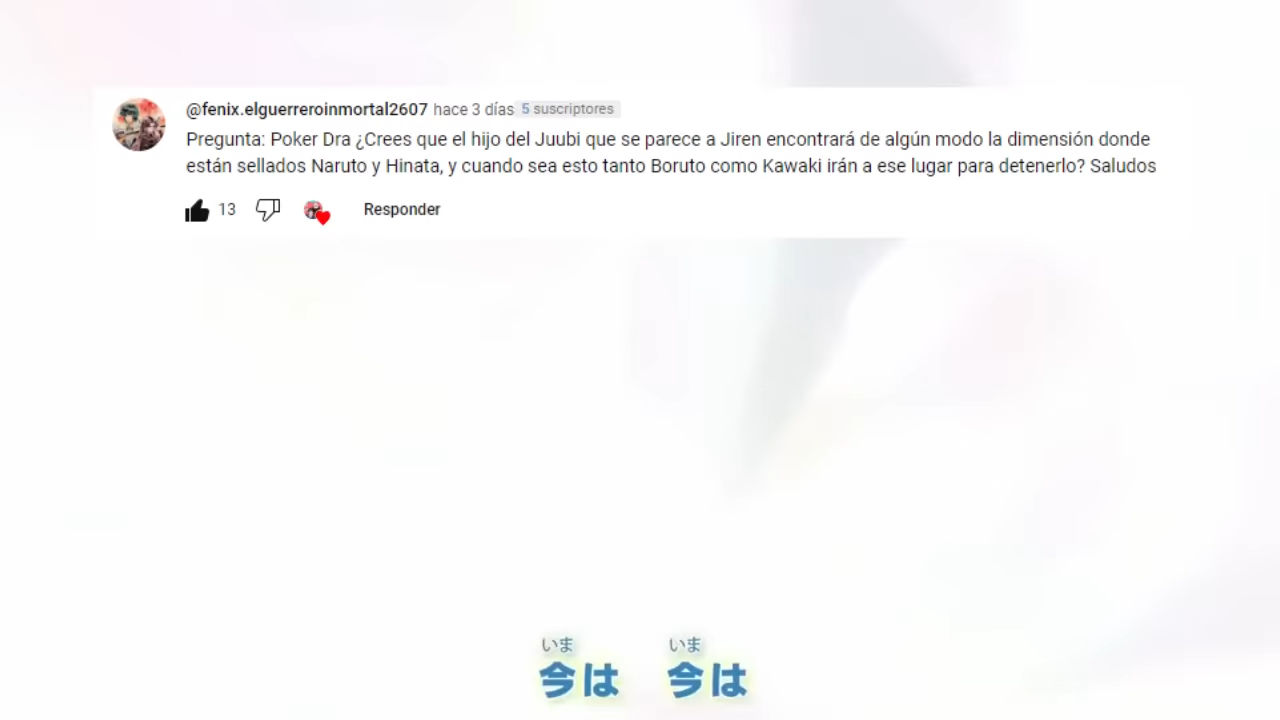 @fenix.elguerreroinmortal2607 hace 3 días 5 suscriptores
Pregunta: Poker Dra ¿Crees que el hijo del Juubi que se parece a Jiren encontrará de algún modo la dimensión donde
están sellados Naruto y Hinata, y cuando sea esto tanto Boruto como Kawaki irán a ese lugar para detenerlo? Saludos
13 Responder
いま いま
今は 今は